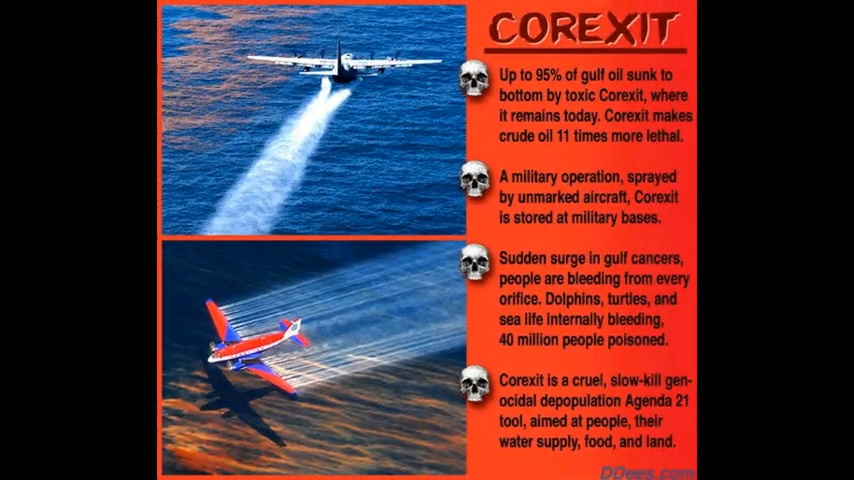 COREXIT
Up to 95% of gulf oil sunk to
bottom by toxic Corexit, where
it remains today. Corexit makes
crude oil 11 times more lethal.
A military operation, sprayed
by unmarked aircraft, Corexit
is stored at military bases.
Sudden surge in gulf cancers,
people are bleeding from every
orifice. Dolphins, turtles, and
sea life internally bleeding,
40 million people poisoned.
Corexit is a cruel, slow-kill gen-
ocidal depopulation Agenda 21
tool, aimed at people, their
water supply, food, and land.
DDees.com